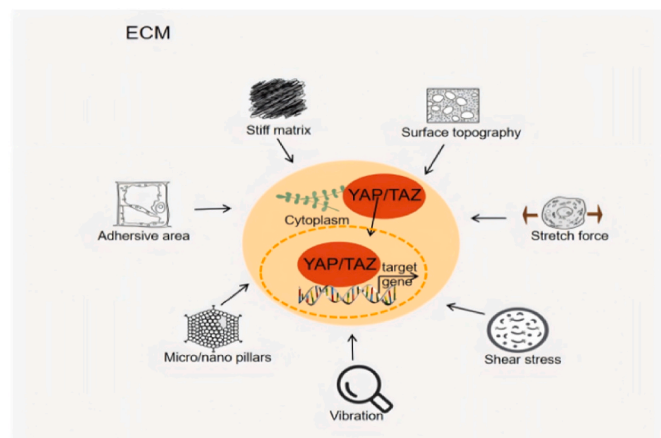 ECM
Stiff matrix
Surface topography
YAP/TAZ
Cytoplasm
Adhersive area
Stretch force
YAP/TAZ
target
gene
Micro/nano pillars
Shear stress
Vibration